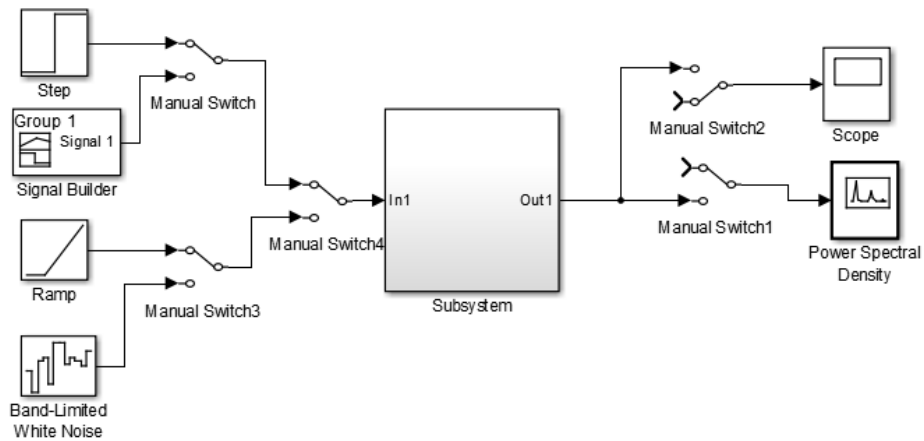 Step
Manual Switch
Group 1
Signal 1
Signal Builder
Ramp
Manual Switch3
Band-Limited
White Noise
Manual Switch4
In1
Out1
Subsystem
Manual Switch2
Scope
Manual Switch1
Power Spectral
Density